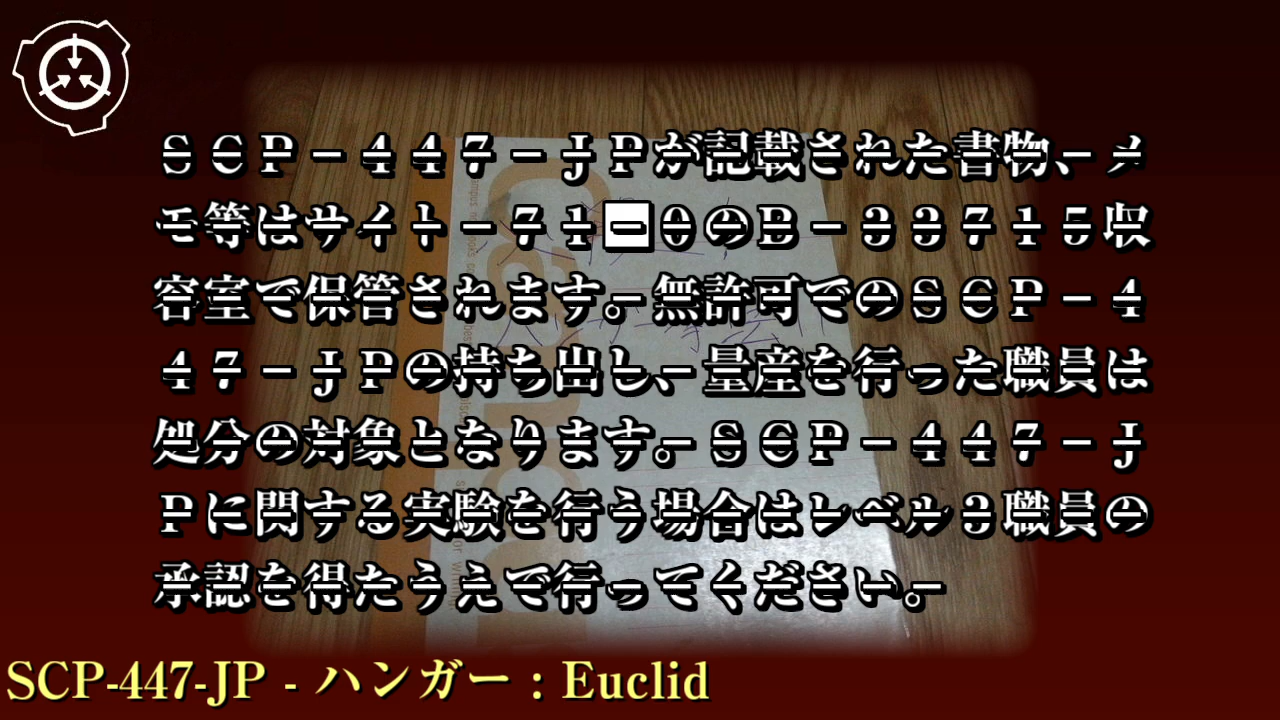 SCP-447-JPが記載された書物、メ
モ等はサイト-71█0のB-33715収
容室で保管されます。無許可でのSCP-4
47-JPの持ち出し、量産を行った職員は
処分の対象となります。SCP-447-J
Pに関する実験を行う場合はレベル3職員の
承認を得たうえで行ってください。
SCP-447-JP - ハンガー：Euclid